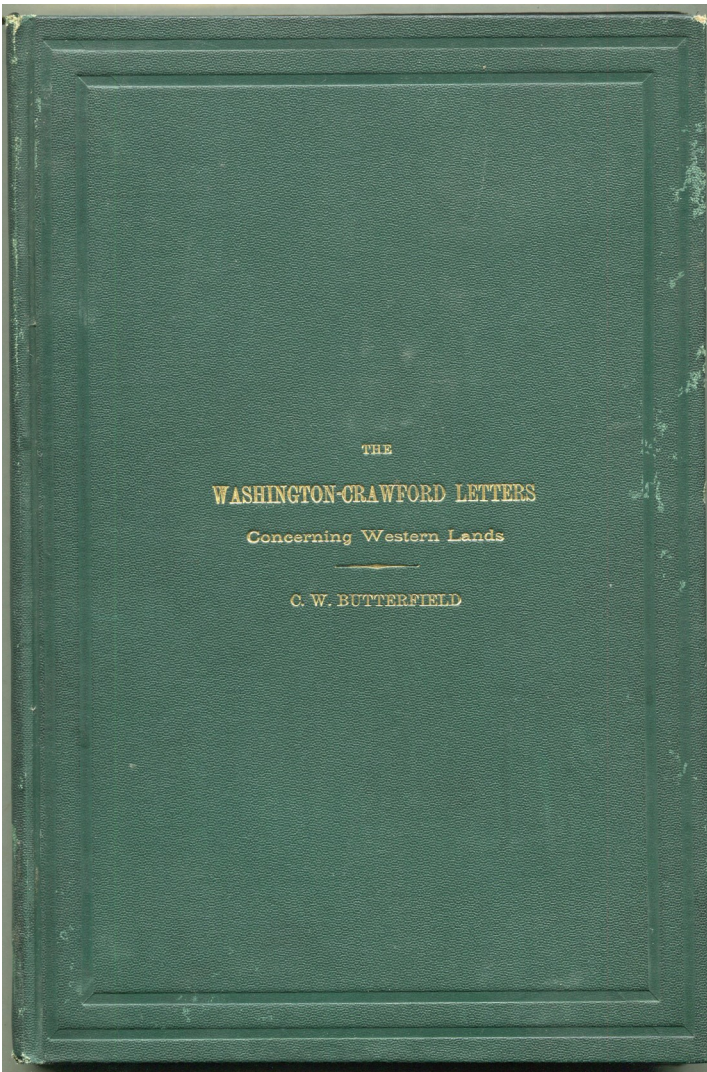 THE
WASHINGTON-CRAWFORD LETTERS
Concerning Western Lands
C. W. BUTTERFIELD